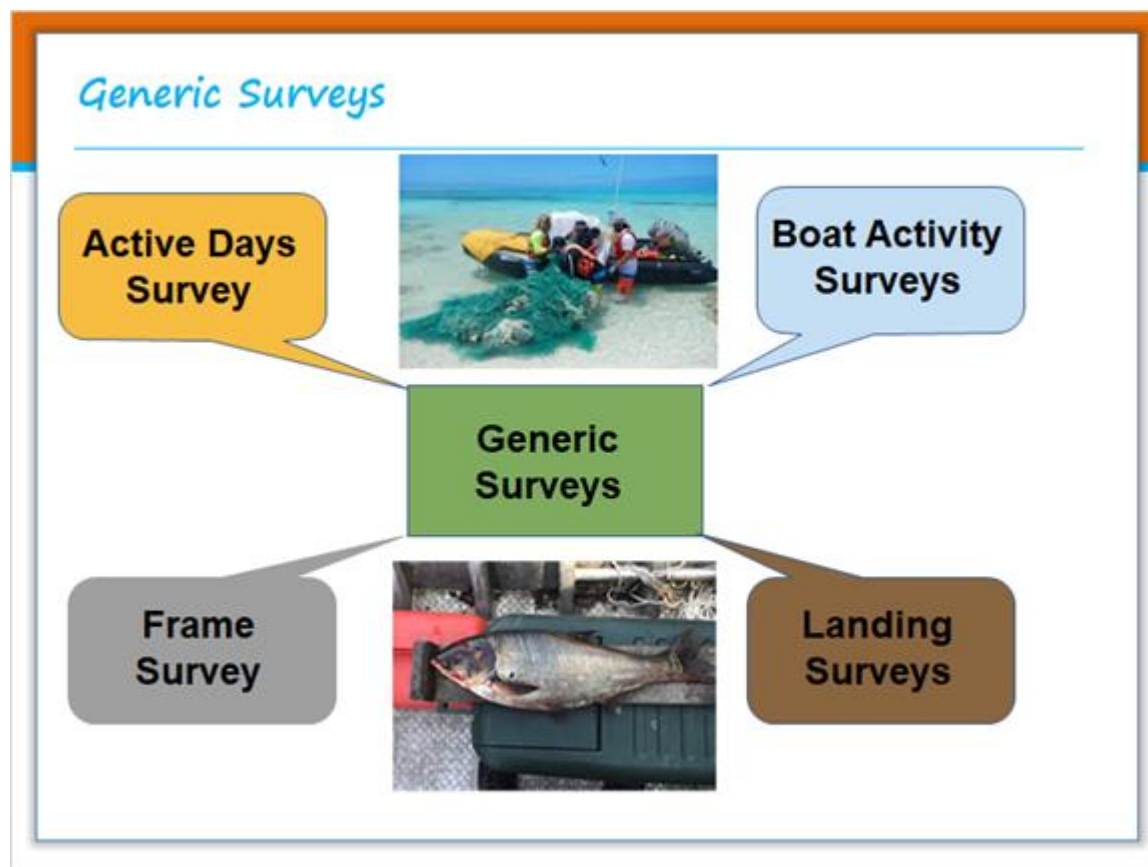 Generic Surveys
Active Days
Survey
Boat Activity
Surveys
Generic
Surveys
Frame
Survey
Landing
Surveys